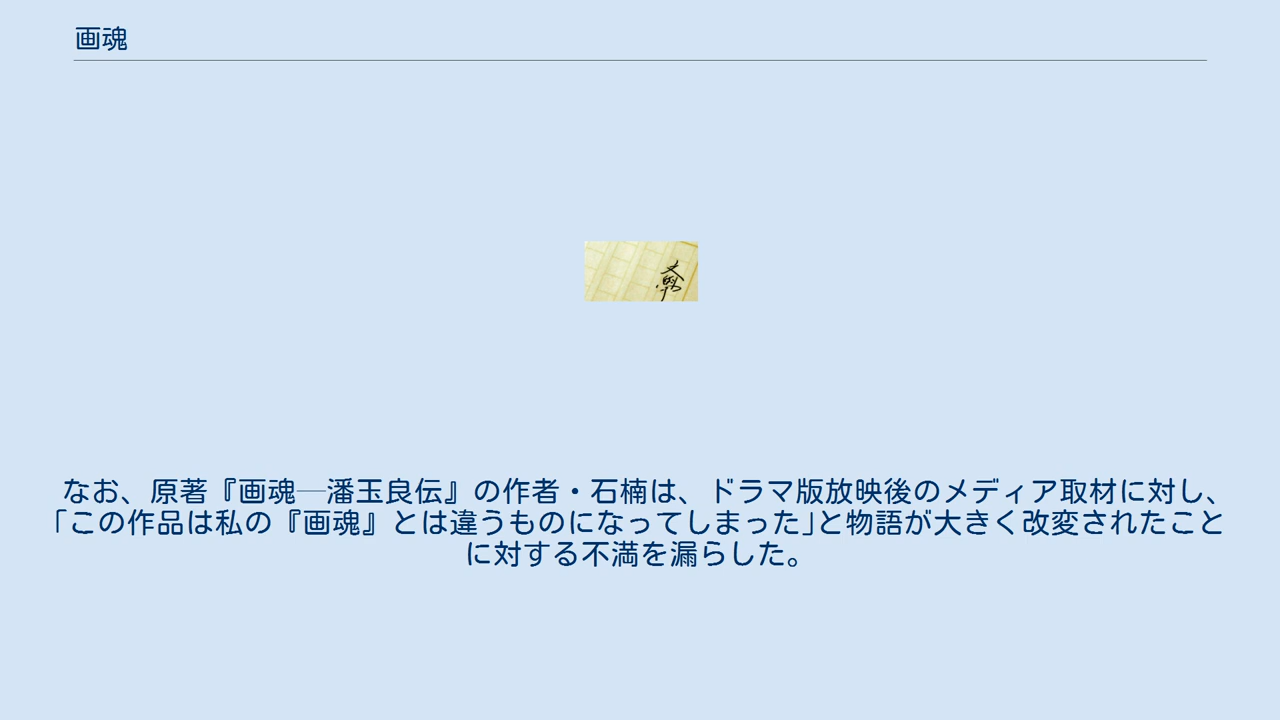 画魂
なお、原著『画魂─潘玉良伝』の作者・石楠は、ドラマ版放映後のメディア取材に対し、
｢この作品は私の『画魂』とは違うものになってしまった｣と物語が大きく改変されたこと
に対する不満を漏らした。